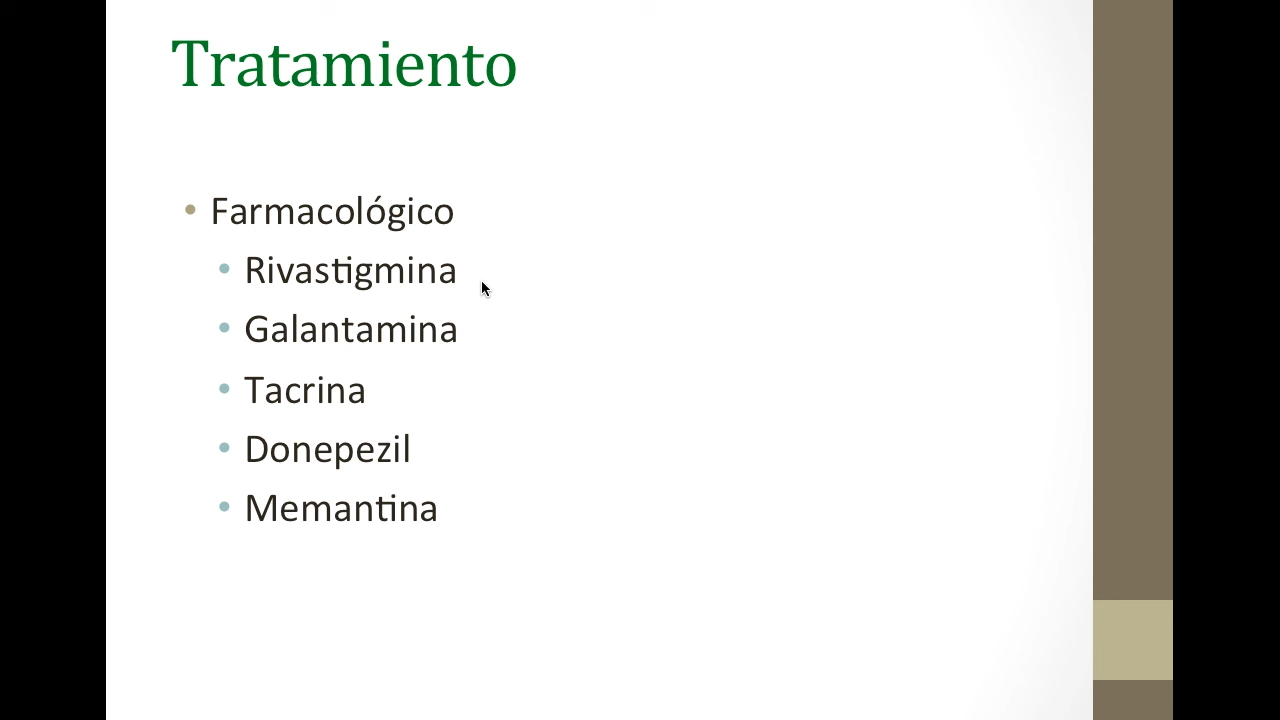 Tratamiento
• Farmacológico
• Rivastigmina
• Galantamina
• Tacrina
• Donepezil
• Memantina